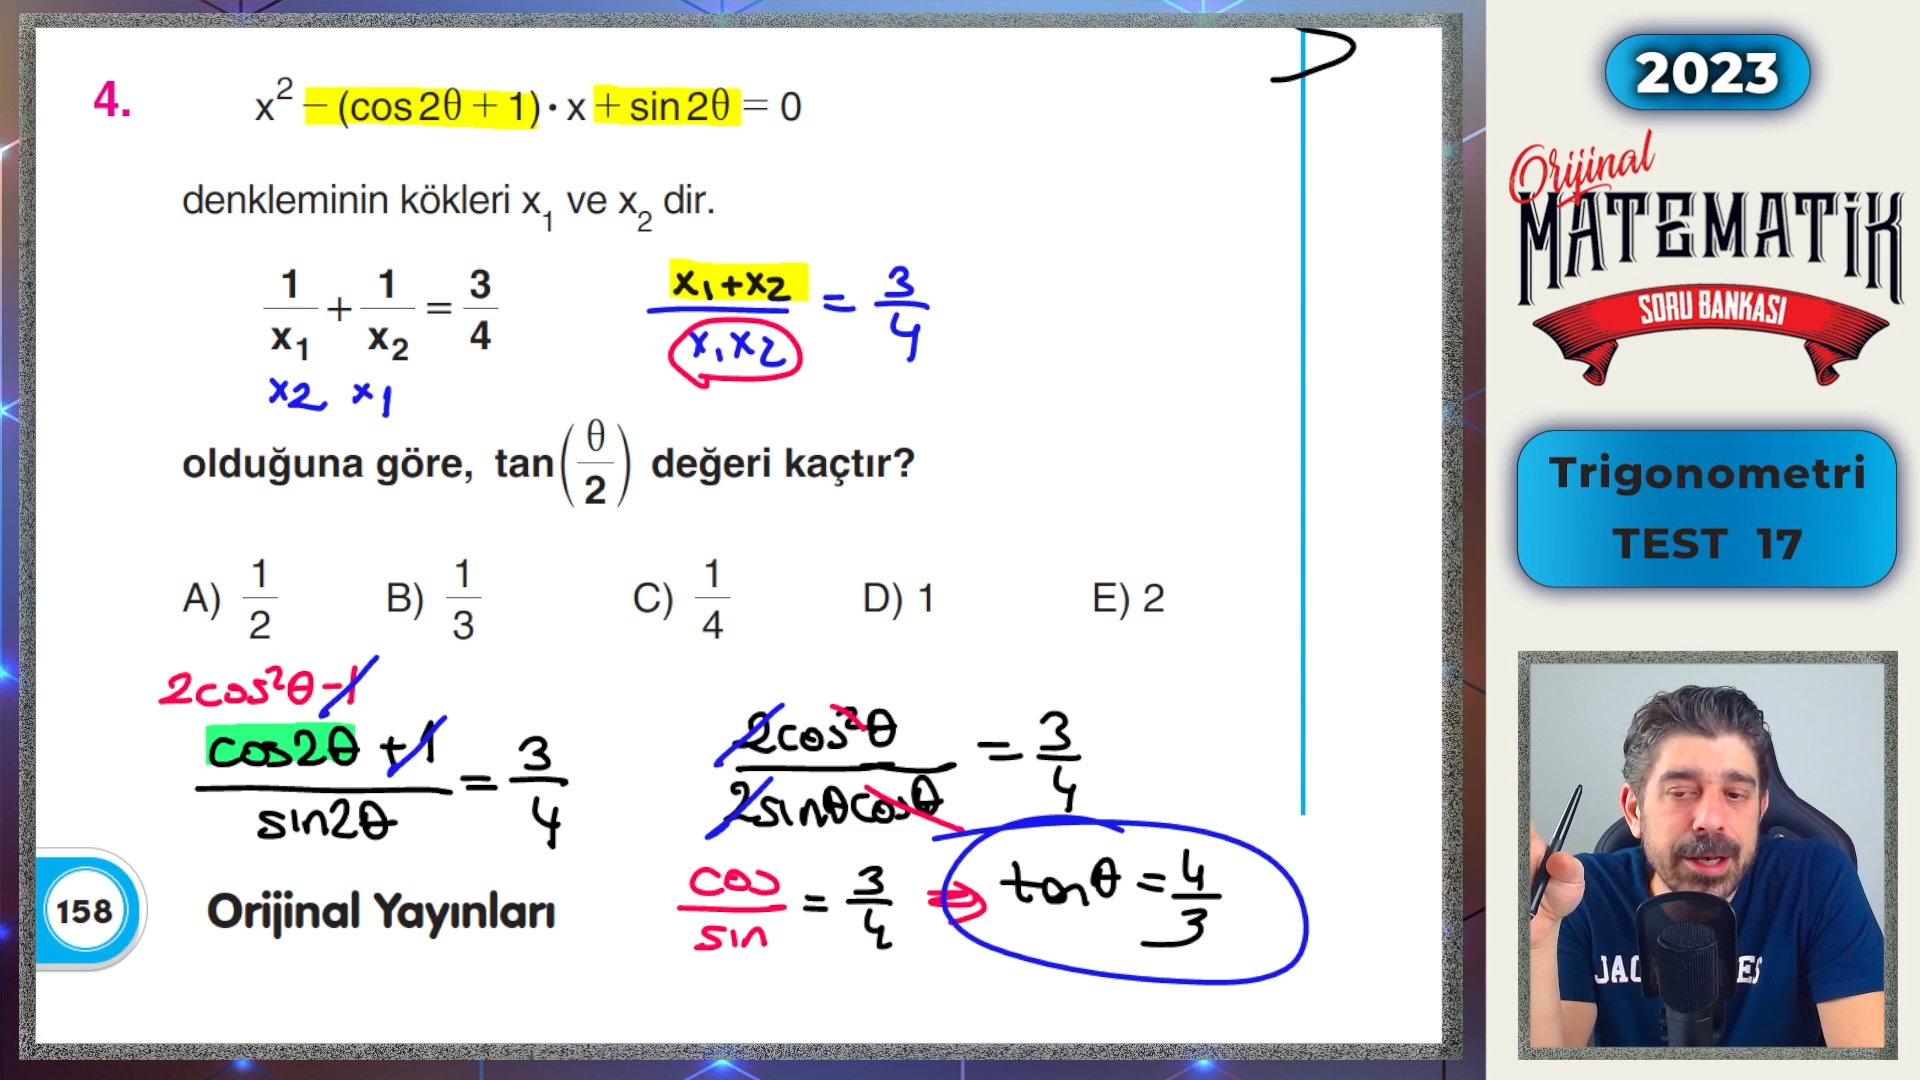 4. x² – (cos2θ + 1) · x + sin2θ = 0
denkleminin kökleri x₁ ve x₂ dir.
1/x₁ + 1/x₂ = 3/4
x2 x1
x₁+x2 / x₁x2 = 3/4
olduğuna göre, tan(θ/2) değeri kaçtır?
A) 1/2 B) 1/3 C) 1/4 D) 1 E) 2
2cos²θ-1
cos2θ +1 / sin2θ = 3/4
2cos²θ / 2sinθcosθ = 3/4
cos/sin = 3/4 ⇒ tanθ = 4/3
158 Orijinal Yayınları
2023
Orijinal
MATEMATİK
SORU BANKASI
Trigonometri
TEST 17